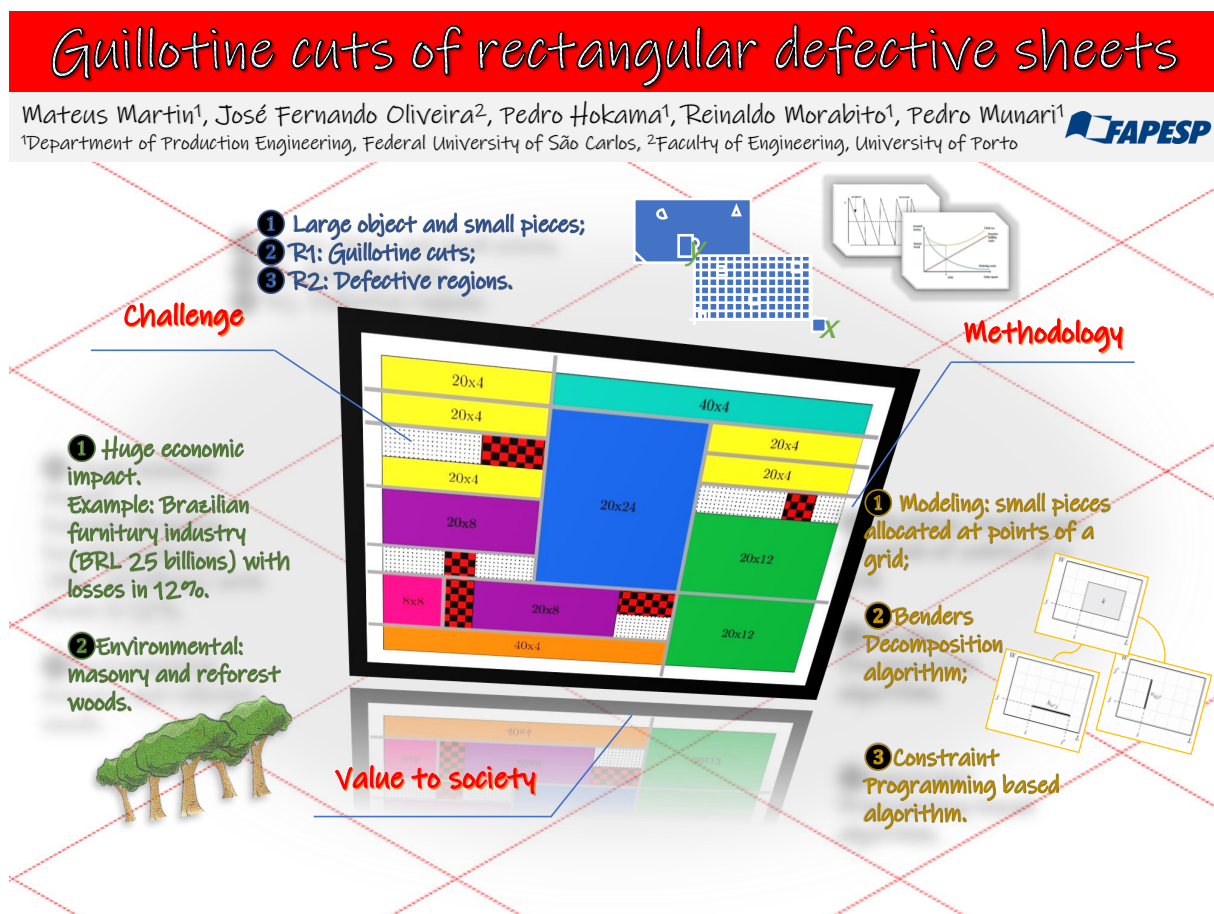 Guillotine cuts of rectangular defective sheets
Mateus Martin¹, José Fernando Oliveira², Pedro Hokama¹, Reinaldo Morabito¹, Pedro Munari¹
¹Department of Production Engineering, Federal University of São Carlos, ²Faculty of Engineering, University of Porto
FAPESP
1 Large object and small pieces;
2 R1: Guillotine cuts;
3 R2: Defective regions.
y
x
Challenge
Methodology
20x4
40x4
20x4
20x4
20x4
20x4
20x24
20x8
20x12
8x8
20x8
20x12
40x4
1 Huge economic
impact.
Example: Brazilian
furnitury industry
(BRL 25 billions) with
losses in 12%.
2 Environmental:
masonry and reforest
woods.
1 Modeling: small pieces
allocated at points of a
grid;
2 Benders
Decomposition
algorithm;
3 Constraint
Programming based
algorithm.
Value to society